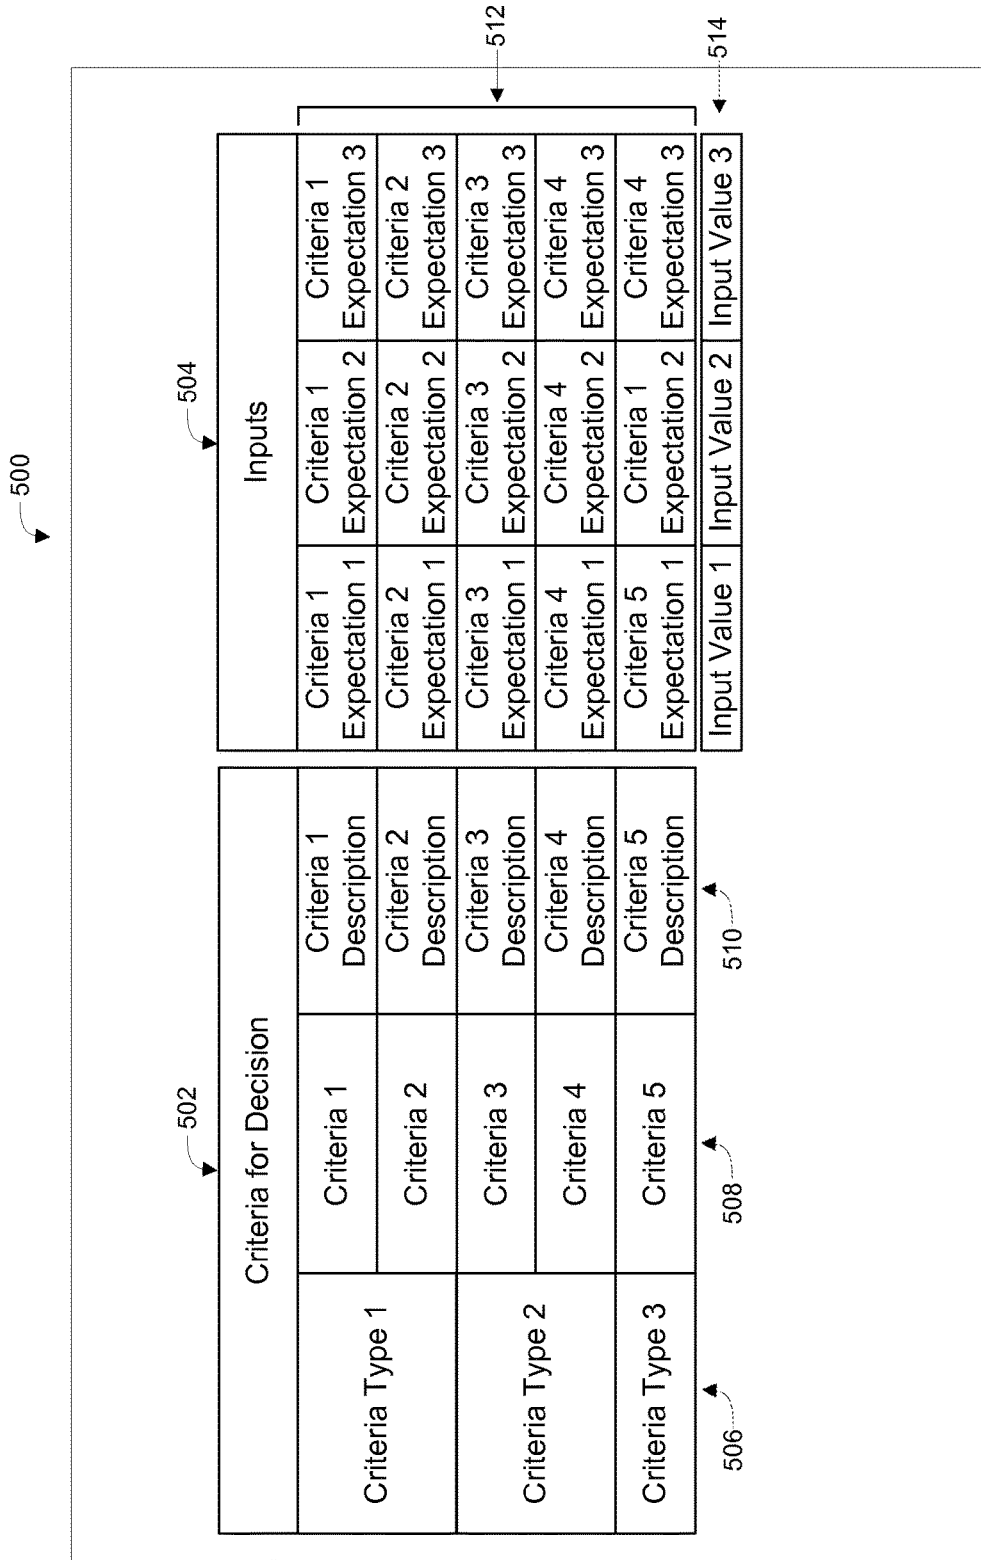 500
502
504
Criteria for Decision
Inputs
512
Criteria Type 1
Criteria 1
Criteria 1
Description
Criteria 1
Expectation 1
Criteria 1
Expectation 2
Criteria 1
Expectation 3
Criteria 2
Criteria 2
Description
Criteria 2
Expectation 1
Criteria 2
Expectation 2
Criteria 2
Expectation 3
Criteria Type 2
Criteria 3
Criteria 3
Description
Criteria 3
Expectation 1
Criteria 3
Expectation 2
Criteria 3
Expectation 3
Criteria 4
Criteria 4
Description
Criteria 4
Expectation 1
Criteria 4
Expectation 2
Criteria 4
Expectation 3
Criteria Type 3
Criteria 5
Criteria 5
Description
Criteria 5
Expectation 1
Criteria 1
Expectation 2
Criteria 4
Expectation 3
Input Value 1
Input Value 2
Input Value 3
514
506
508
510